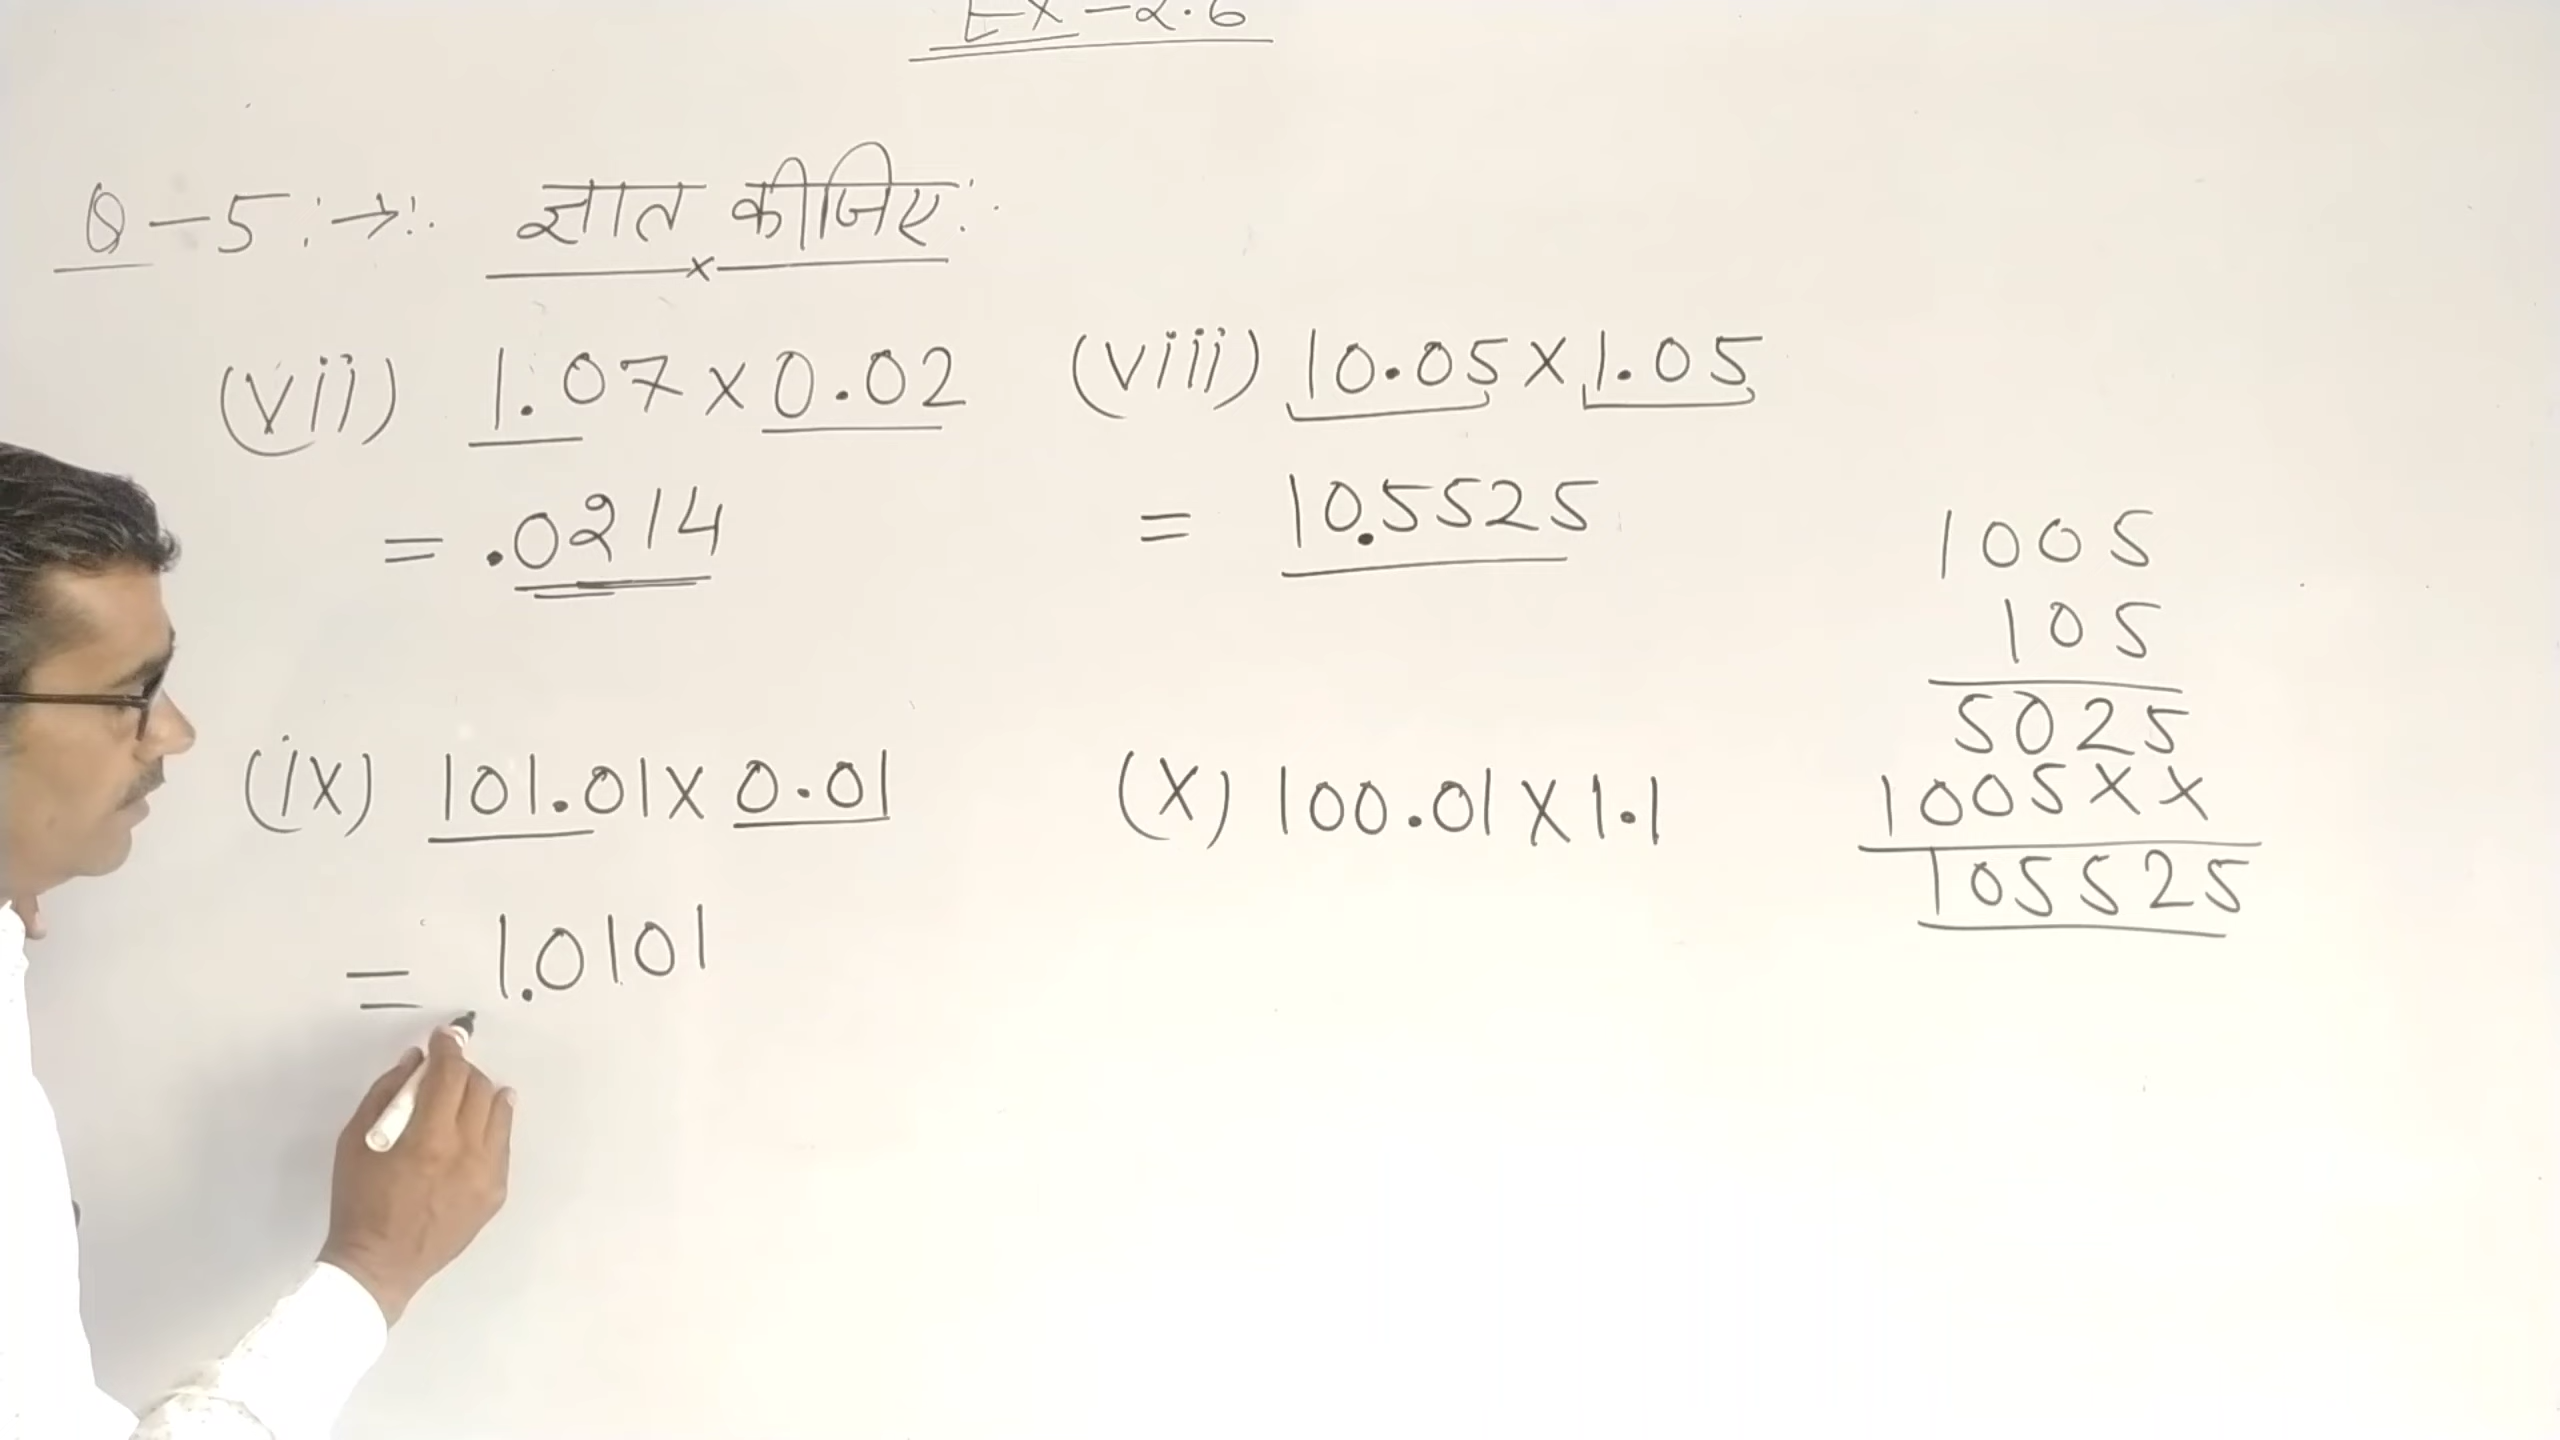 Ex-2.6
Q-5:→:. ज्ञात कीजिए:.
(vii) 1.07 x 0.02
= .0214
(viii) 10.05 x 1.05
= 10.5525
(ix) 101.01 x 0.01
= 1.0101
(x) 100.01 x 1.1
1005
105
5025
1005xx
105525